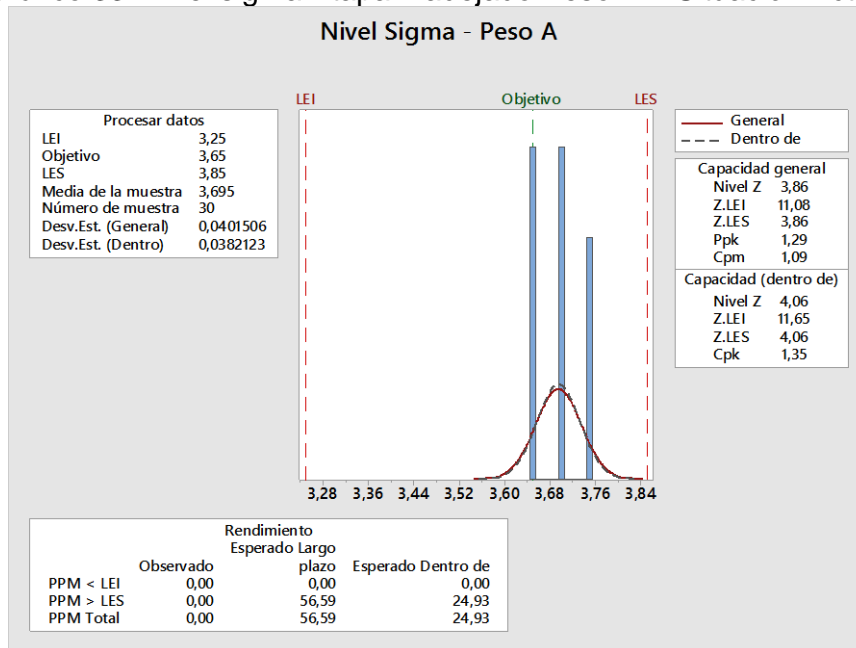 Nivel Sigma - Peso A
LEI Objetivo LES
Procesar datos
LEI 3,25
Objetivo 3,65
LES 3,85
Media de la muestra 3,695
Número de muestra 30
Desv.Est. (General) 0,0401506
Desv.Est. (Dentro) 0,0382123
General
Dentro de
Capacidad general
Nivel Z 3,86
Z.LEI 11,08
Z.LES 3,86
Ppk 1,29
Cpm 1,09
Capacidad (dentro de)
Nivel Z 4,06
Z.LEI 11,65
Z.LES 4,06
Cpk 1,35
3,28 3,36 3,44 3,52 3,60 3,68 3,76 3,84
Rendimiento
Esperado Largo
Observado plazo Esperado Dentro de
PPM < LEI 0,00 0,00 0,00
PPM > LES 0,00 56,59 24,93
PPM Total 0,00 56,59 24,93